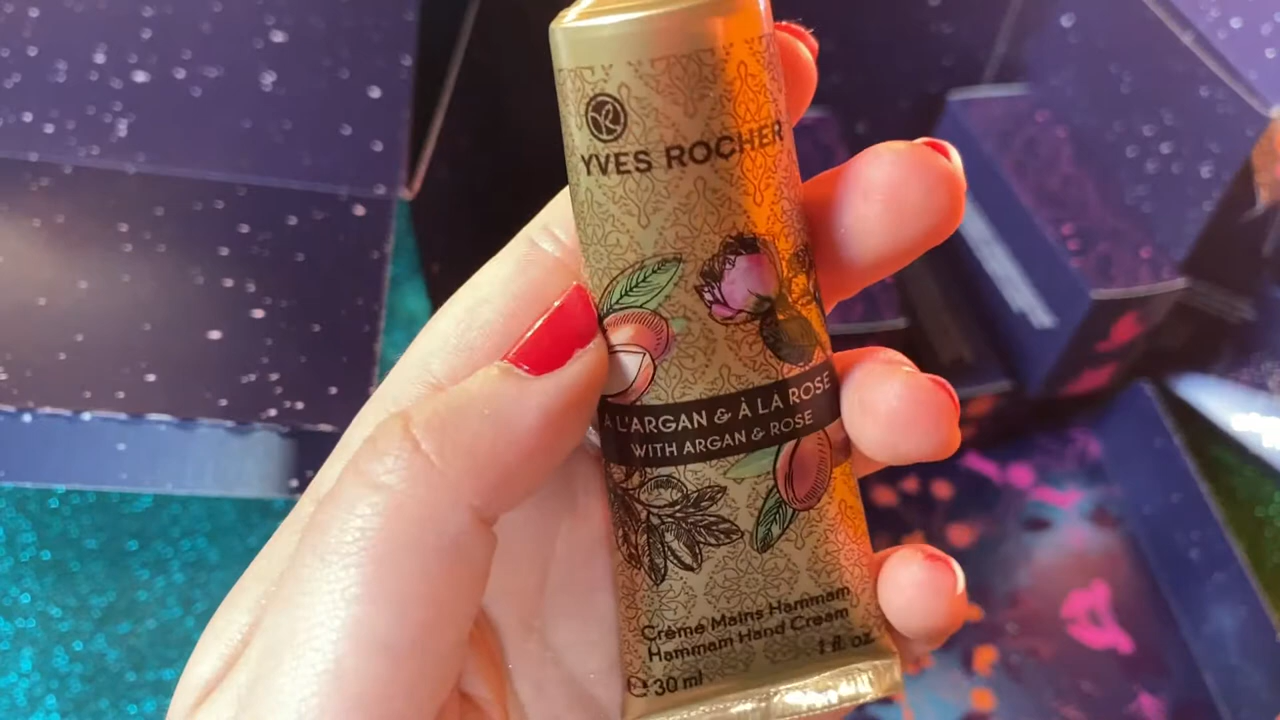 YR
YVES ROCHER
À L'ARGAN & À LA ROSE
WITH ARGAN & ROSE
Crème Mains Hammam
Hammam Hand Cream
1 fl. oz.
℮ 30 ml